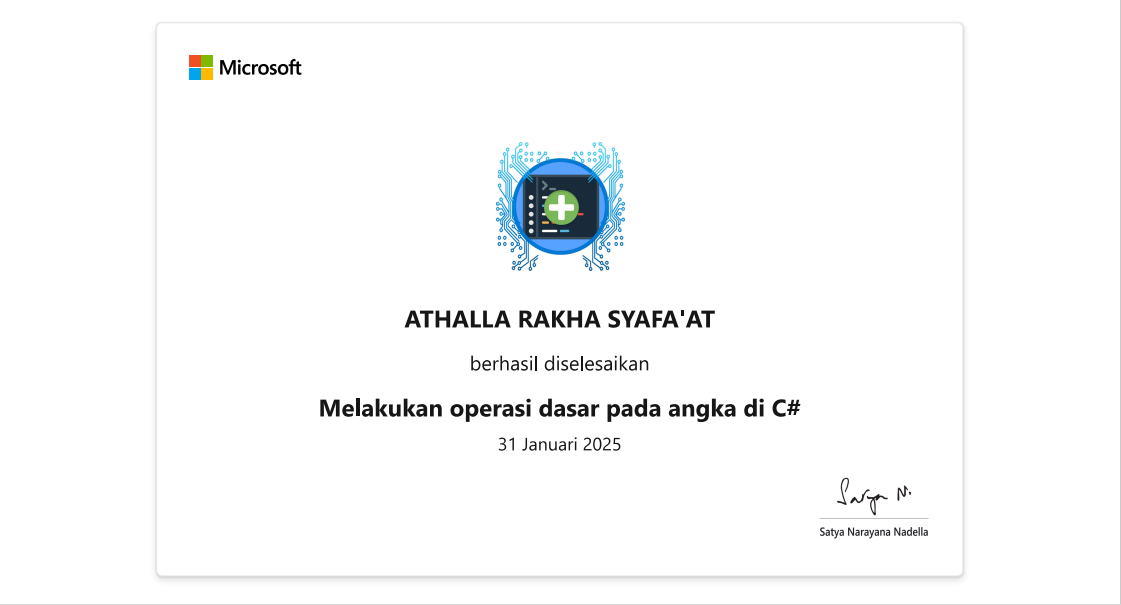 Microsoft
ATHALLA RAKHA SYAFA'AT
berhasil diselesaikan
Melakukan operasi dasar pada angka di C#
31 Januari 2025
Satya N.
Satya Narayana Nadella